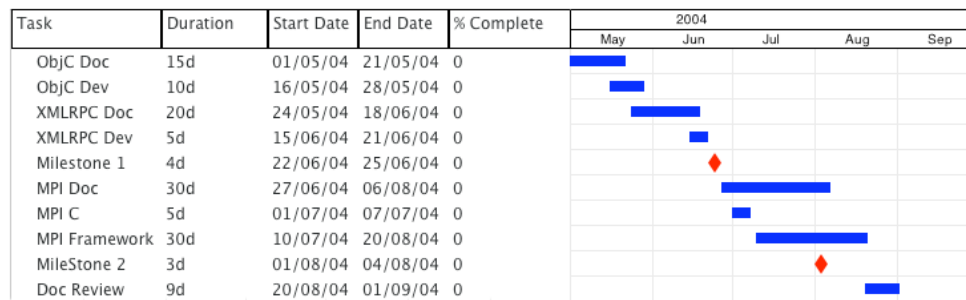 2004
Task Duration Start Date End Date % Complete
May Jun Jul Aug Sep
ObjC Doc 15d 01/05/04 21/05/04 0
ObjC Dev 10d 16/05/04 28/05/04 0
XMLRPC Doc 20d 24/05/04 18/06/04 0
XMLRPC Dev 5d 15/06/04 21/06/04 0
Milestone 1 4d 22/06/04 25/06/04 0
MPI Doc 30d 27/06/04 06/08/04 0
MPI C 5d 01/07/04 07/07/04 0
MPI Framework 30d 10/07/04 20/08/04 0
MileStone 2 3d 01/08/04 04/08/04 0
Doc Review 9d 20/08/04 01/09/04 0